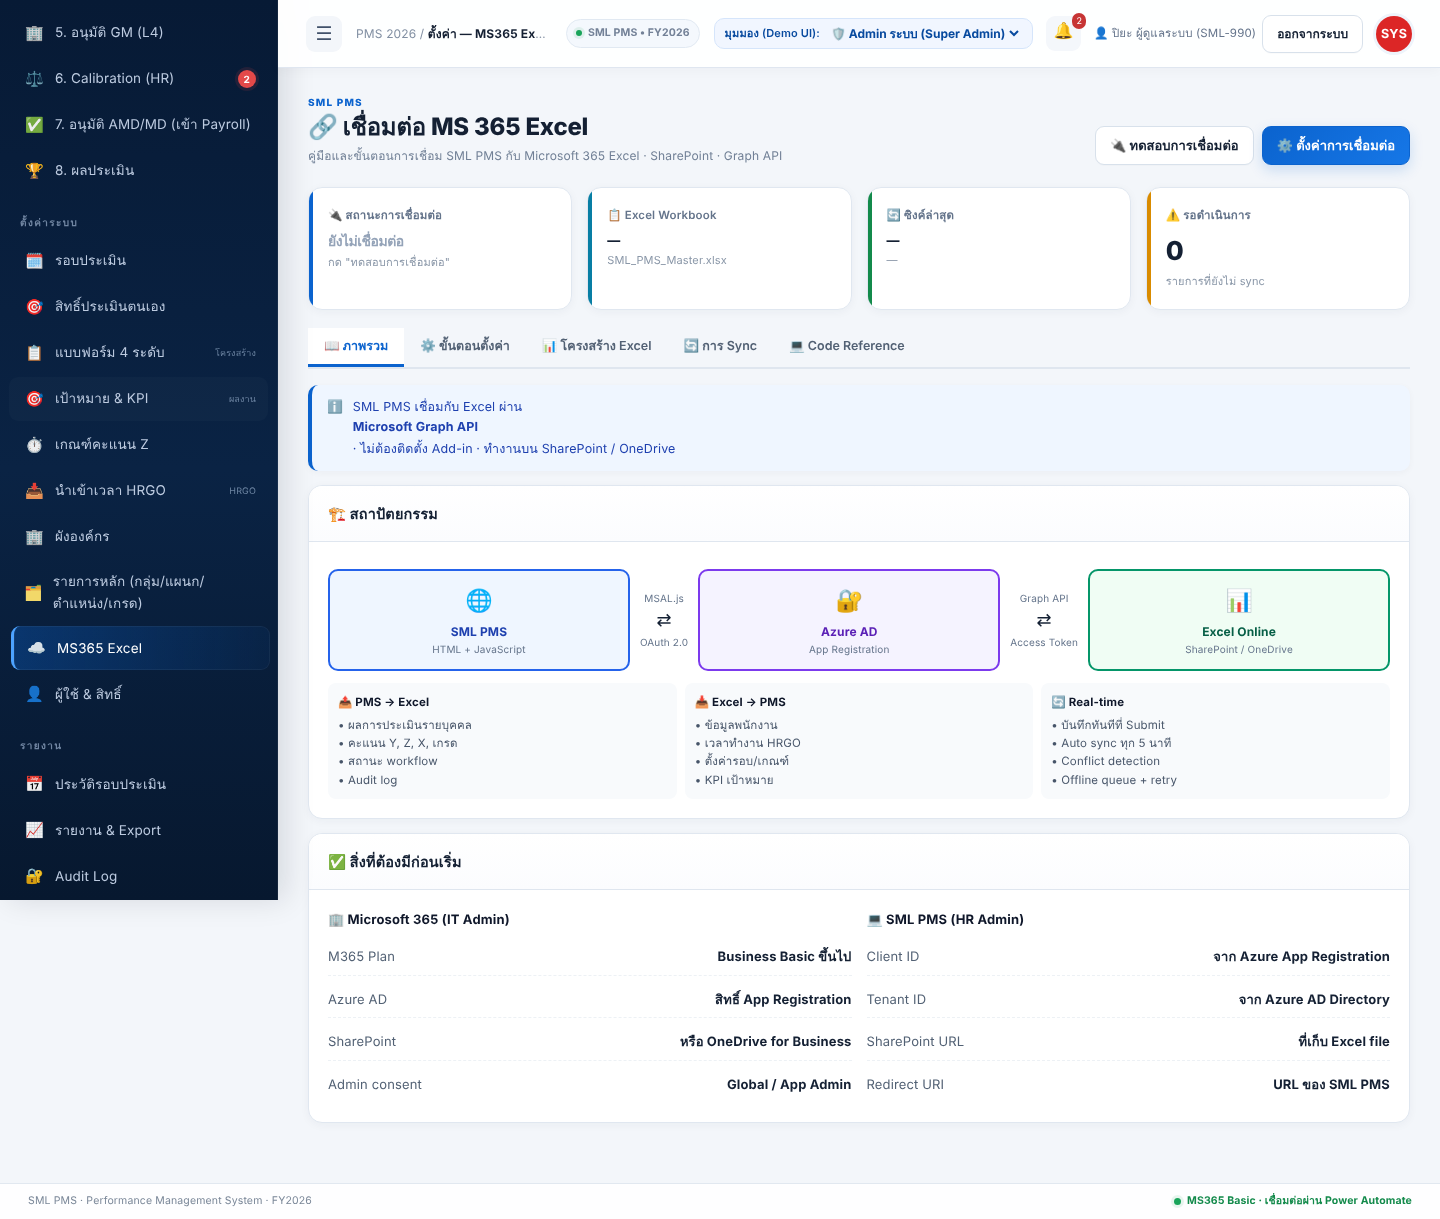 5. อนุมัติ GM (L4)
6. Calibration (HR)
2
7. อนุมัติ AMD/MD (เข้า Payroll)
8. ผลประเมิน
ตั้งค่าระบบ
รอบประเมิน
สิทธิ์ประเมินตนเอง
แบบฟอร์ม 4 ระดับ
โครงสร้าง
เป้าหมาย & KPI
ผลงาน
เกณฑ์คะแนน Z
นำเข้าเวลา HRGO
HRGO
ผังองค์กร
รายการหลัก (กลุ่ม/แผนก/
ตำแหน่ง/เกรด)
MS365 Excel
ผู้ใช้ & สิทธิ์
รายงาน
ประวัติรอบประเมิน
รายงาน & Export
Audit Log
PMS 2026 / ตั้งค่า — MS365 Ex...
SML PMS • FY2026
มุมมอง (Demo UI):
Admin ระบบ (Super Admin)
2
ปิยะ ผู้ดูแลระบบ (SML-990)
ออกจากระบบ
SYS
SML PMS
เชื่อมต่อ MS 365 Excel
คู่มือและขั้นตอนการเชื่อม SML PMS กับ Microsoft 365 Excel · SharePoint · Graph API
ทดสอบการเชื่อมต่อ
ตั้งค่าการเชื่อมต่อ
สถานะการเชื่อมต่อ
ยังไม่เชื่อมต่อ
กด "ทดสอบการเชื่อมต่อ"
Excel Workbook
—
SML_PMS_Master.xlsx
ซิงค์ล่าสุด
—
—
รอดำเนินการ
0
รายการที่ยังไม่ sync
ภาพรวม
ขั้นตอนตั้งค่า
โครงสร้าง Excel
การ Sync
Code Reference
SML PMS เชื่อมกับ Excel ผ่าน
Microsoft Graph API
· ไม่ต้องติดตั้ง Add-in · ทำงานบน SharePoint / OneDrive
สถาปัตยกรรม
SML PMS
HTML + JavaScript
MSAL.js
⇄
OAuth 2.0
Azure AD
App Registration
Graph API
⇄
Access Token
Excel Online
SharePoint / OneDrive
PMS → Excel
• ผลการประเมินรายบุคคล
• คะแนน Y, Z, X, เกรด
• สถานะ workflow
• Audit log
Excel → PMS
• ข้อมูลพนักงาน
• เวลาทำงาน HRGO
• ตั้งค่ารอบ/เกณฑ์
• KPI เป้าหมาย
Real-time
• บันทึกทันทีที่ Submit
• Auto sync ทุก 5 นาที
• Conflict detection
• Offline queue + retry
สิ่งที่ต้องมีก่อนเริ่ม
Microsoft 365 (IT Admin)
M365 Plan
Business Basic ขึ้นไป
Azure AD
สิทธิ์ App Registration
SharePoint
หรือ OneDrive for Business
Admin consent
Global / App Admin
SML PMS (HR Admin)
Client ID
จาก Azure App Registration
Tenant ID
จาก Azure AD Directory
SharePoint URL
ที่เก็บ Excel file
Redirect URI
URL ของ SML PMS
SML PMS · Performance Management System · FY2026
MS365 Basic · เชื่อมต่อผ่าน Power Automate